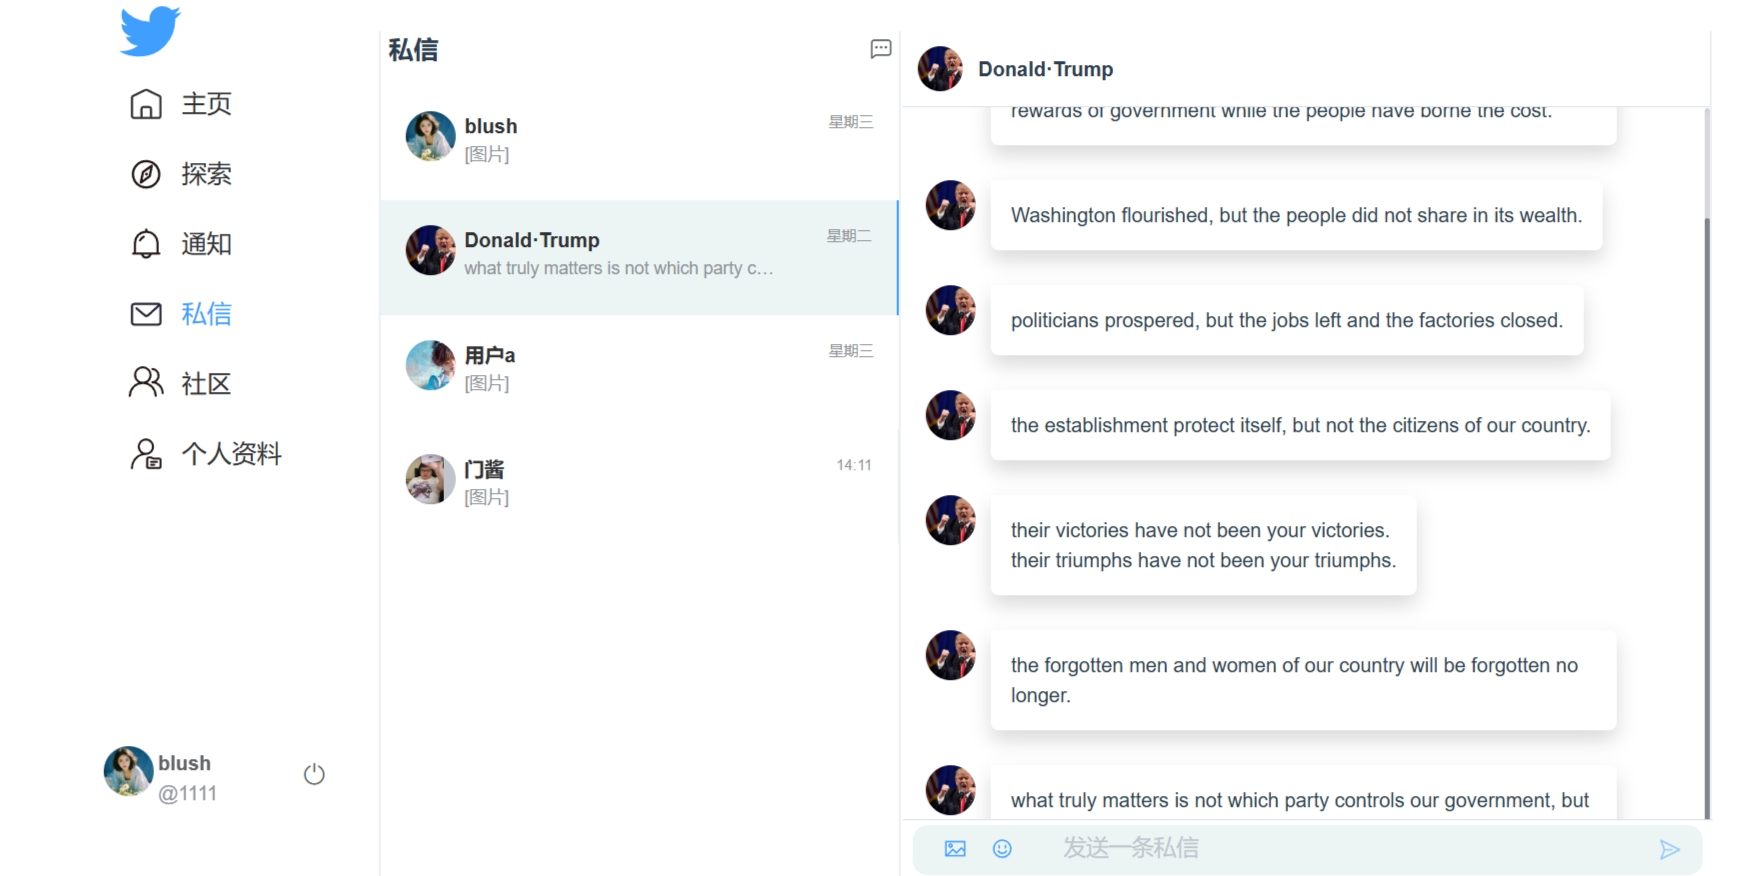 主页
探索
通知
私信
社区
个人资料
blush
@1111
私信
blush
星期三
[图片]
Donald·Trump
星期二
what truly matters is not which party c…
用户a
星期三
[图片]
门酱
14:11
[图片]
Donald·Trump
rewards of government while the people have borne the cost.
Washington flourished, but the people did not share in its wealth.
politicians prospered, but the jobs left and the factories closed.
the establishment protect itself, but not the citizens of our country.
their victories have not been your victories.
their triumphs have not been your triumphs.
the forgotten men and women of our country will be forgotten no
longer.
what truly matters is not which party controls our government, but
发送一条私信